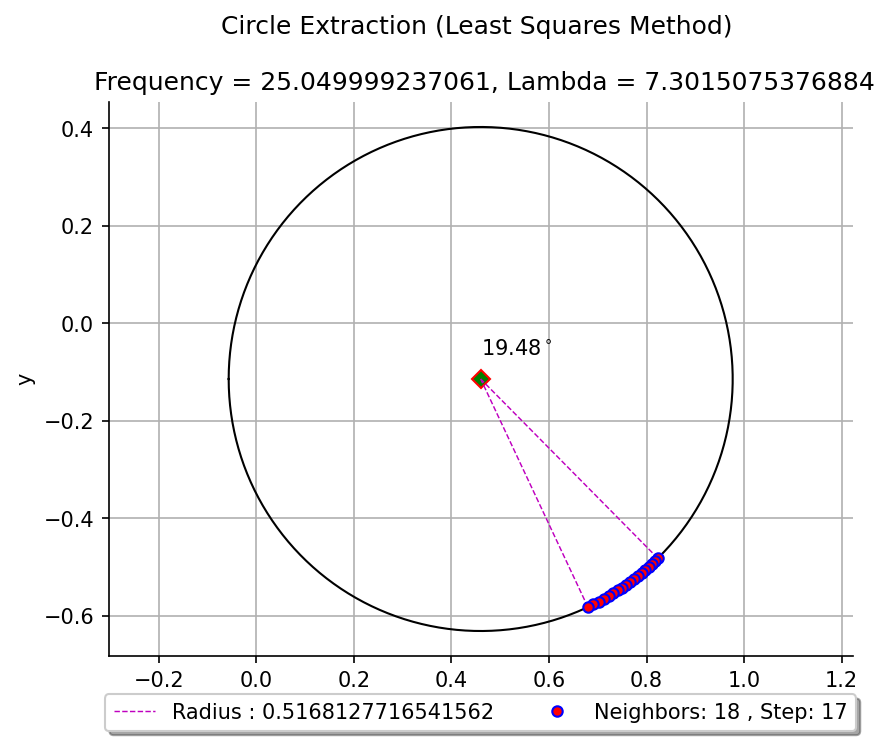 Circle Extraction (Least Squares Method)
Frequency = 25.049999237061, Lambda = 7.3015075376884
0.4
0.2
0.0
−0.2
−0.4
−0.6
y
19.48°
−0.2 0.0 0.2 0.4 0.6 0.8 1.0 1.2
Radius : 0.5168127716541562 Neighbors: 18 , Step: 17